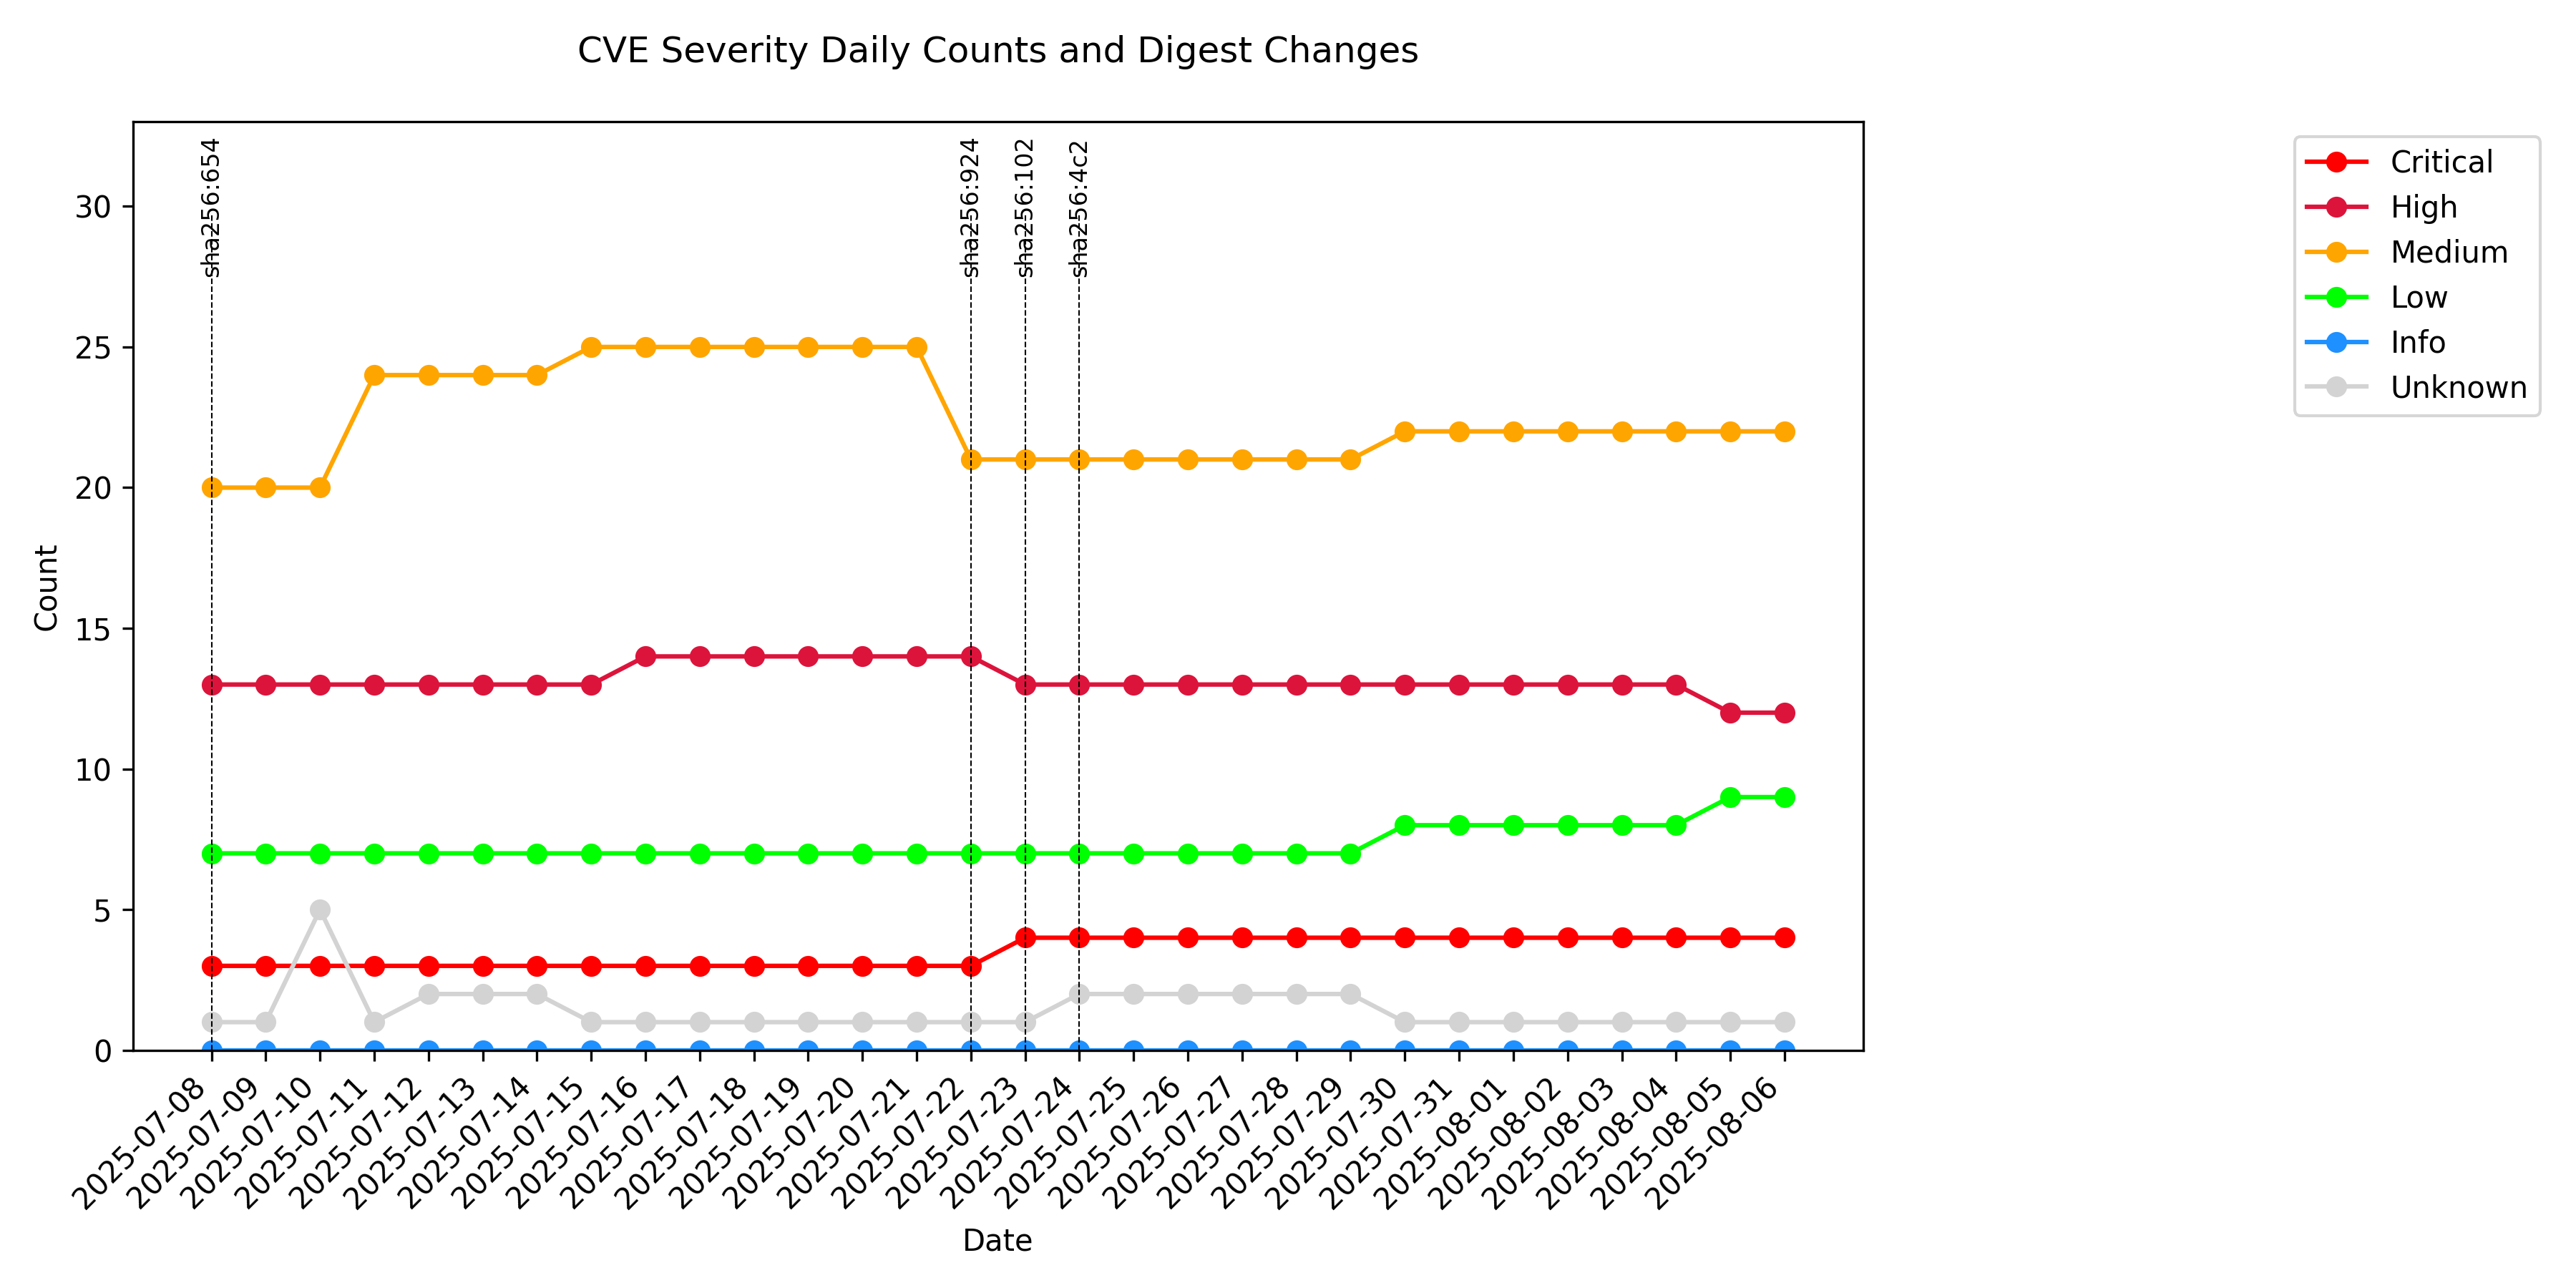 CVE Severity Daily Counts and Digest Changes
sha256:654
sha256:924
sha256:102
sha256:4c2
Critical
High
Medium
Low
Info
Unknown
30
25
20
15
10
5
0
Count
2025-07-08
2025-07-09
2025-07-10
2025-07-11
2025-07-12
2025-07-13
2025-07-14
2025-07-15
2025-07-16
2025-07-17
2025-07-18
2025-07-19
2025-07-20
2025-07-21
2025-07-22
2025-07-23
2025-07-24
2025-07-25
2025-07-26
2025-07-27
2025-07-28
2025-07-29
2025-07-30
2025-07-31
2025-08-01
2025-08-02
2025-08-03
2025-08-04
2025-08-05
2025-08-06
Date